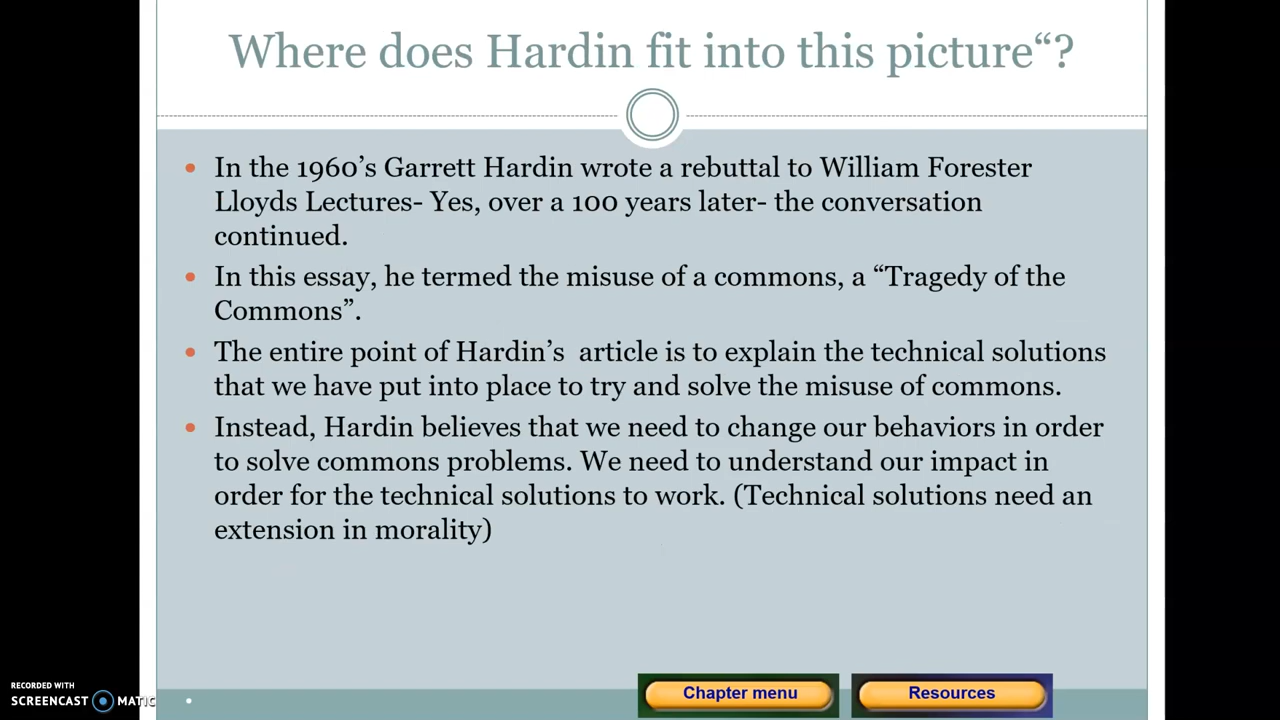 Where does Hardin fit into this picture“?
• In the 1960’s Garrett Hardin wrote a rebuttal to William Forester
Lloyds Lectures- Yes, over a 100 years later- the conversation
continued.
• In this essay, he termed the misuse of a commons, a “Tragedy of the
Commons”.
• The entire point of Hardin’s  article is to explain the technical solutions
that we have put into place to try and solve the misuse of commons.
• Instead, Hardin believes that we need to change our behaviors in order
to solve commons problems. We need to understand our impact in
order for the technical solutions to work. (Technical solutions need an
extension in morality)
RECORDED WITH
SCREENCAST MATIC
Chapter menu
Resources